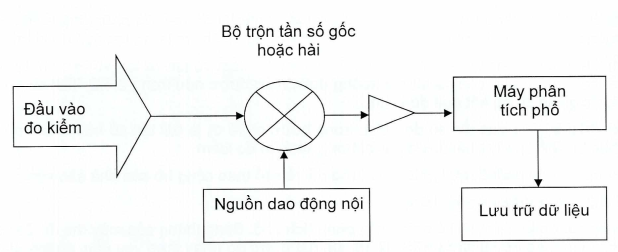 Bộ trộn tần số gốc
hoặc hài
Đầu vào
đo kiểm
Máy phân
tích phổ
Nguồn dao động nội
Lưu trữ dữ liệu